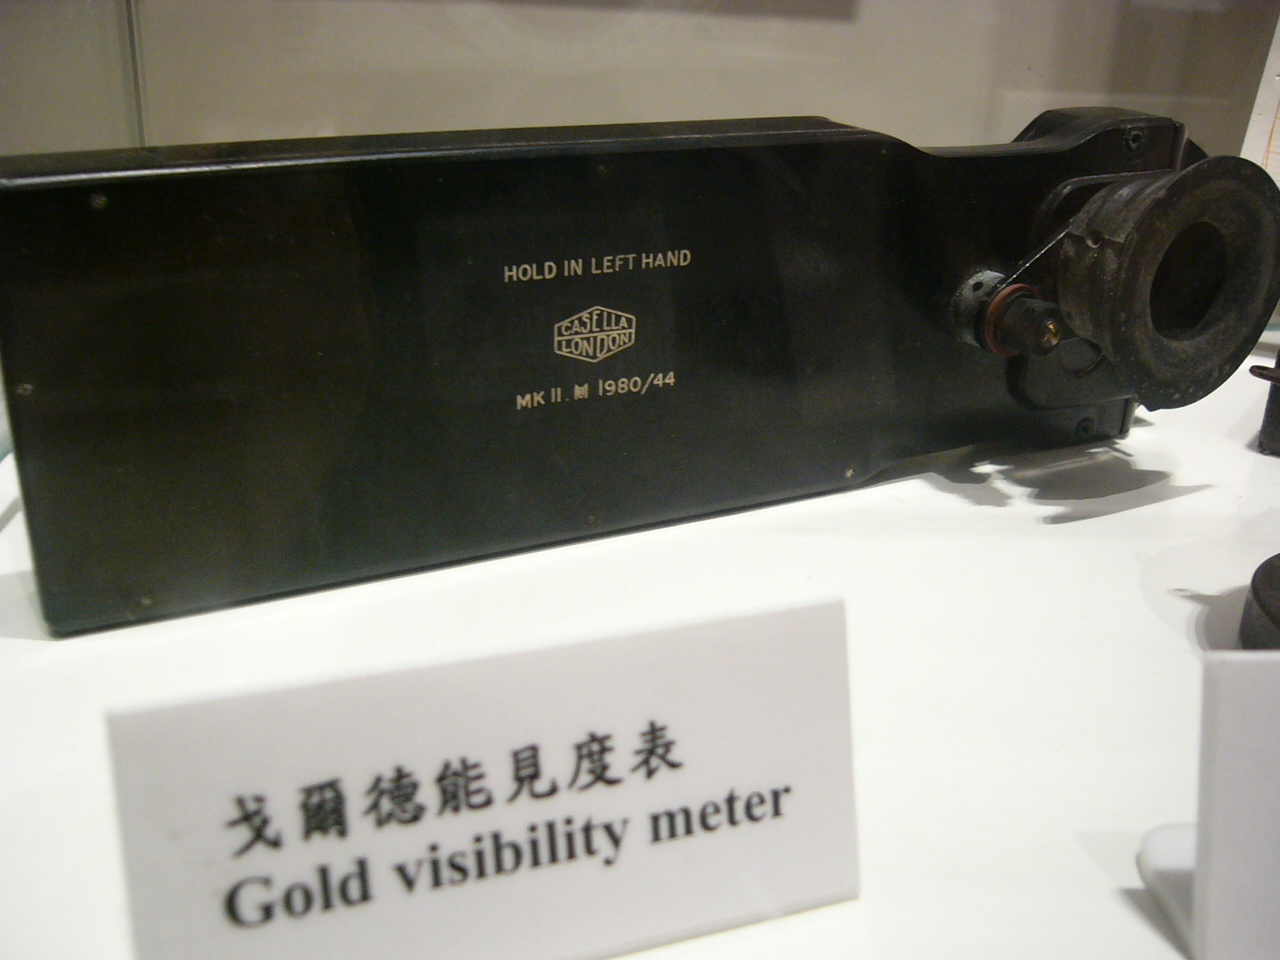 HOLD IN LEFT HAND
CASELLA
LONDON
MK II. M 1980/44
戈爾德能見度表
Gold visibility meter